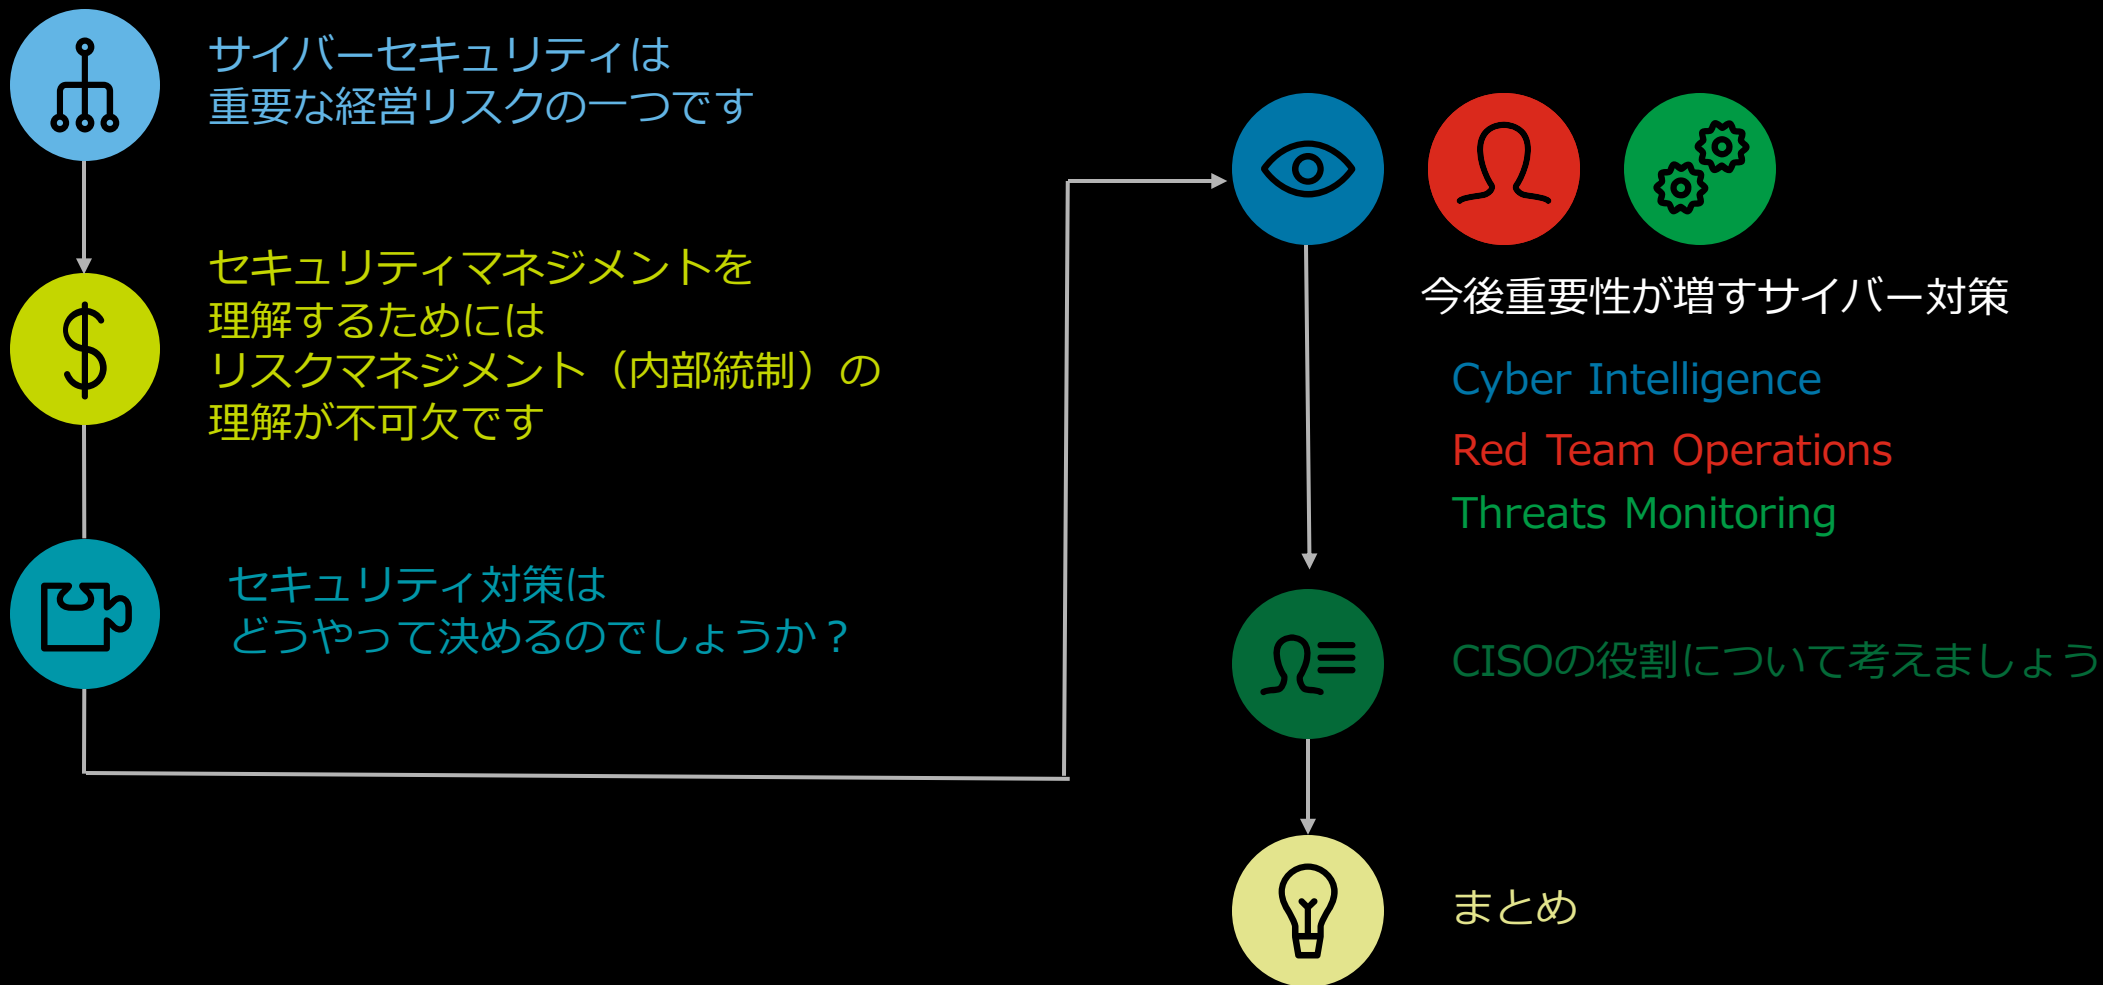 サイバーセキュリティは
重要な経営リスクの一つです
セキュリティマネジメントを
理解するためには
リスクマネジメント（内部統制）の
理解が不可欠です
セキュリティ対策は
どうやって決めるのでしょうか？
今後重要性が増すサイバー対策
Cyber Intelligence
Red Team Operations
Threats Monitoring
CISOの役割について考えましょう
まとめ